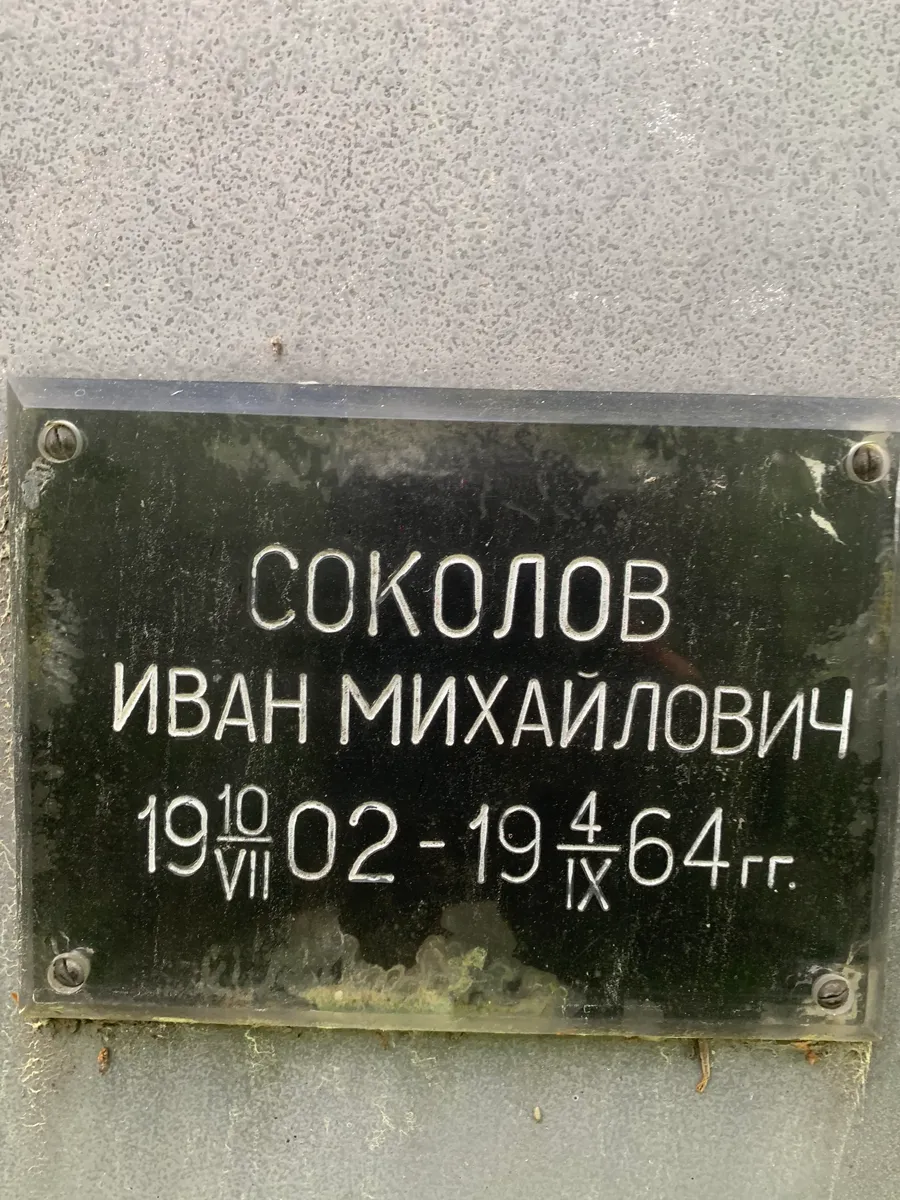 СОКОЛОВ
ИВАН МИХАЙЛОВИЧ
19 10/VII 02 - 19 4/IX 64 гг.